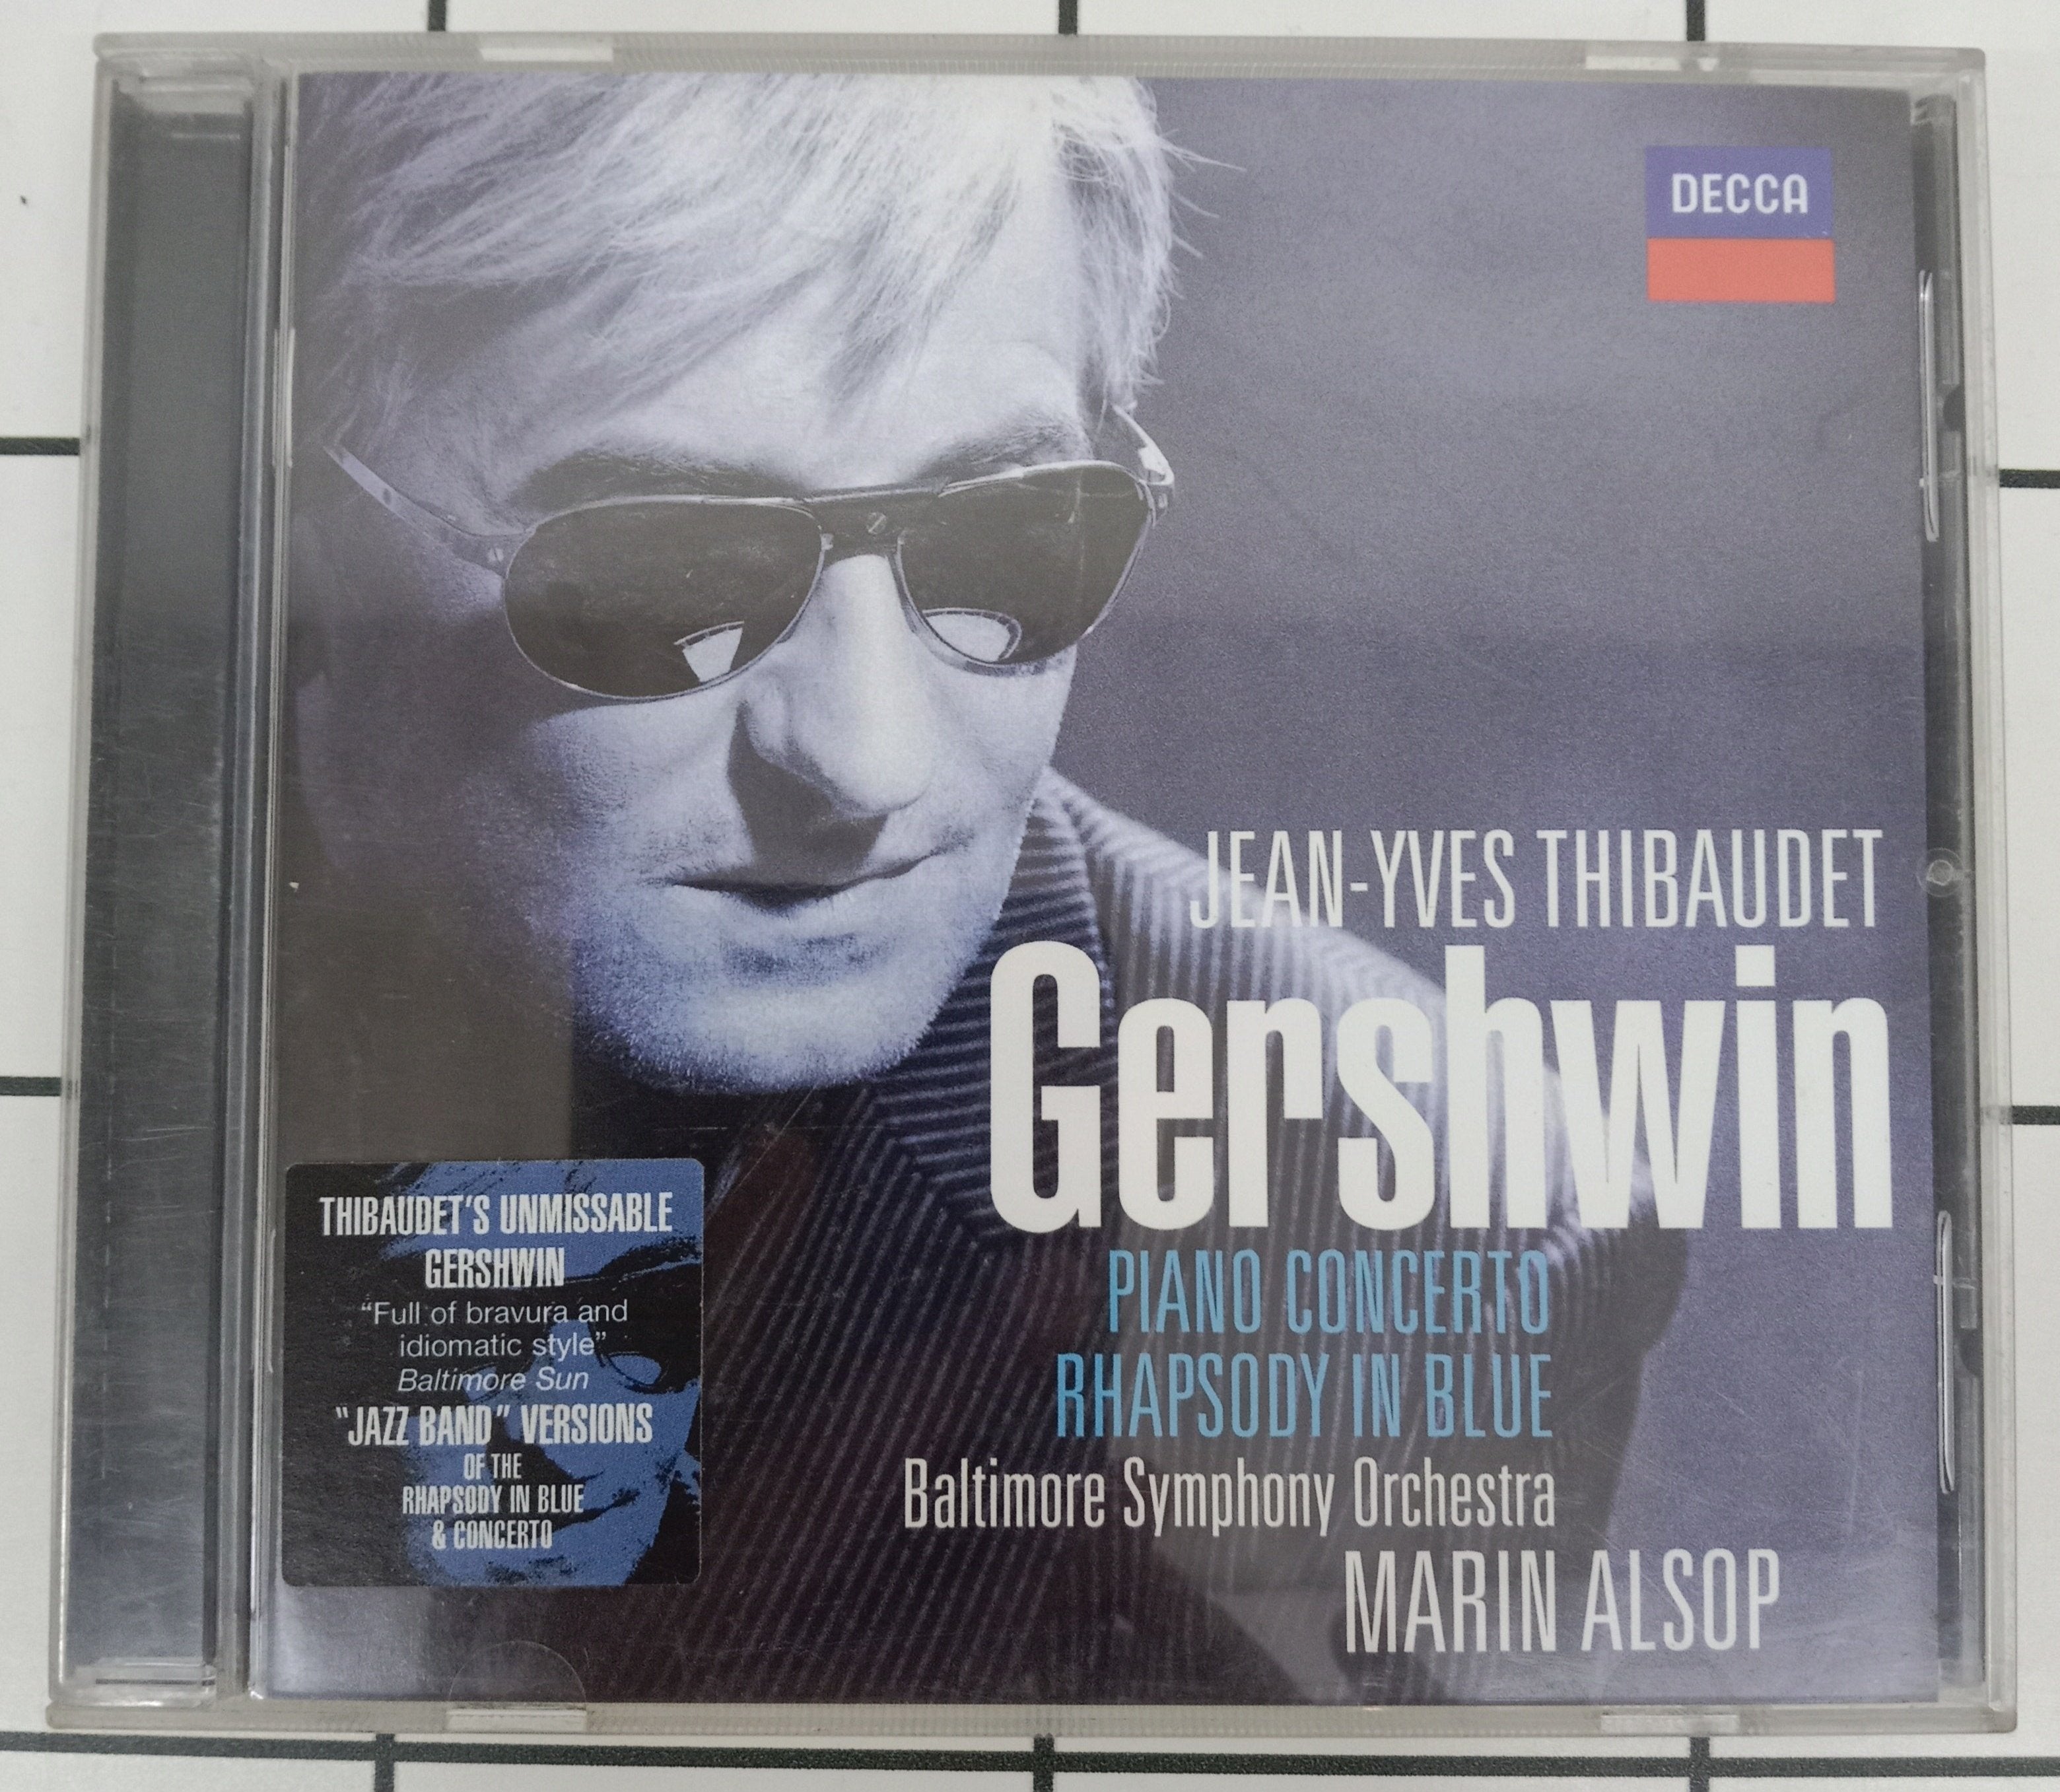 DECCA
JEAN-YVES THIBAUDET
Gershwin
PIANO CONCERTO
RHAPSODY IN BLUE
Baltimore Symphony Orchestra
MARIN ALSOP
THIBAUDET'S UNMISSABLE
GERSHWIN
“Full of bravura and
idiomatic style”
Baltimore Sun
“JAZZ BAND” VERSIONS
OF THE
RHAPSODY IN BLUE
& CONCERTO